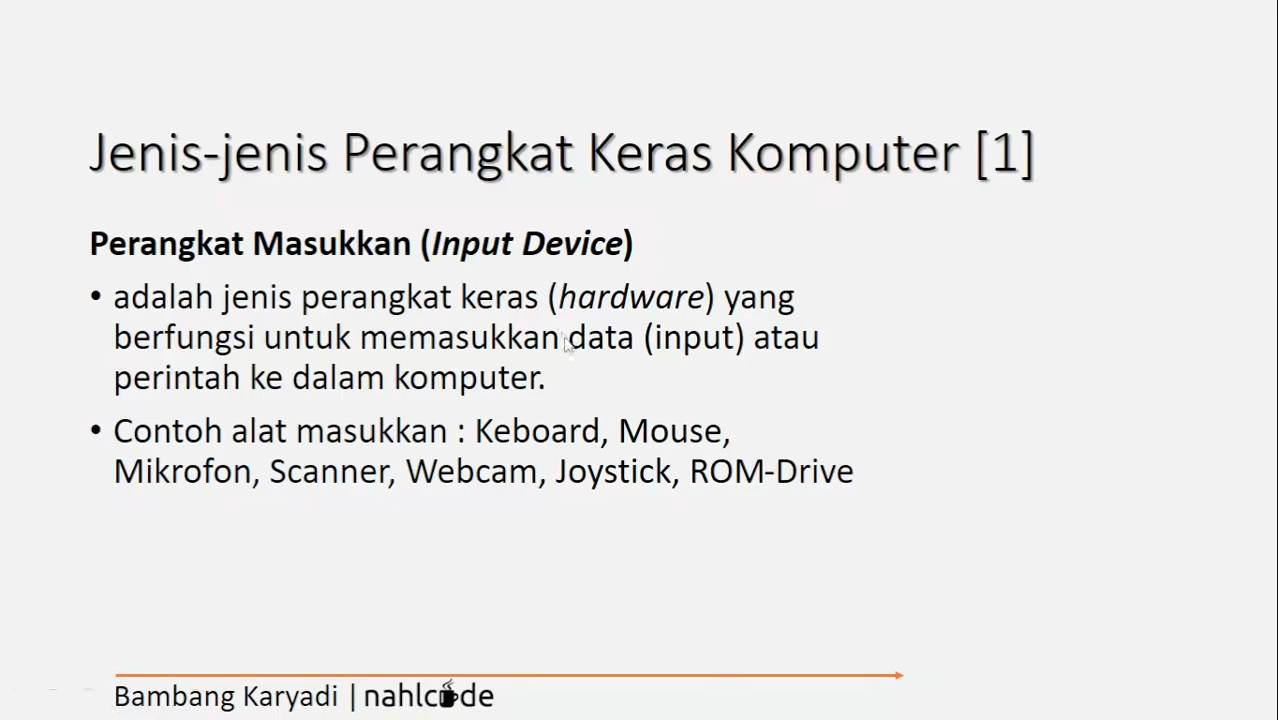 Jenis-jenis Perangkat Keras Komputer [1]
Perangkat Masukkan (Input Device)
• adalah jenis perangkat keras (hardware) yang
berfungsi untuk memasukkan data (input) atau
perintah ke dalam komputer.
• Contoh alat masukkan : Keboard, Mouse,
Mikrofon, Scanner, Webcam, Joystick, ROM-Drive
Bambang Karyadi | nahlcode